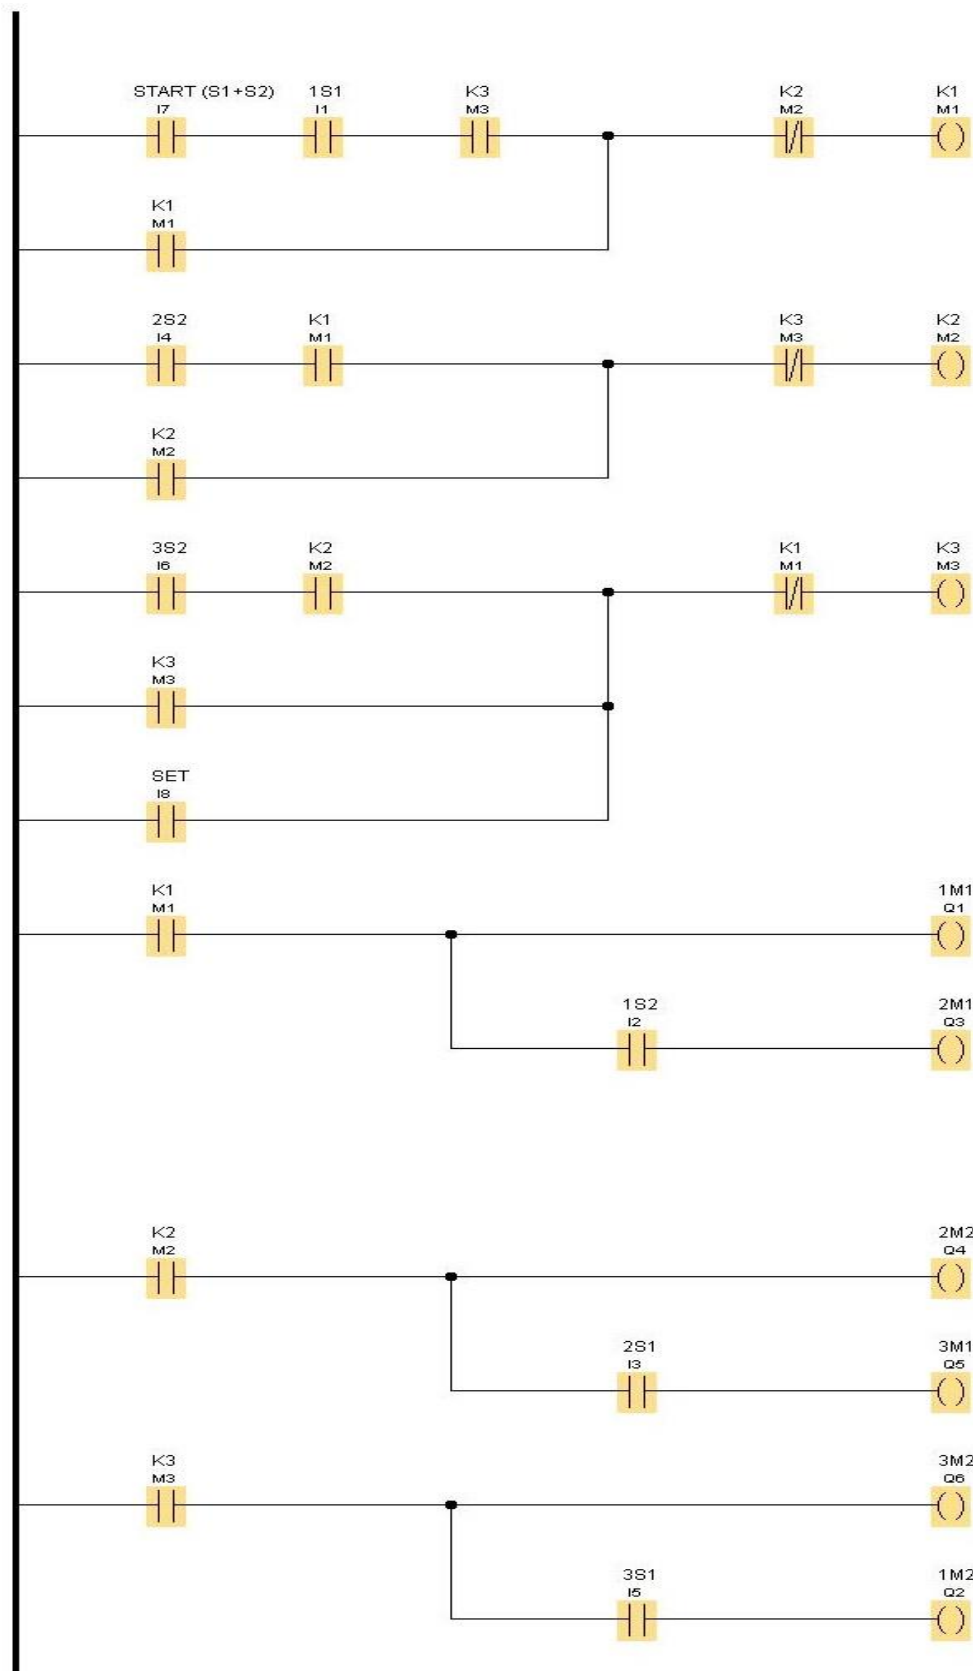 START (S1+S2) 1S1 K3 K2 K1
I7 I1 M3 M2 M1
K1
M1
2S2 K1 K3 K2
I4 M1 M3 M2
K2
M2
3S2 K2 K1 K3
I6 M2 M1 M3
K3
M3
SET
I8
K1 1M1
M1 Q1
1S2 2M1
I2 Q3
K2 2M2
M2 Q4
2S1 3M1
I3 Q5
K3 3M2
M3 Q6
3S1 1M2
I5 Q2